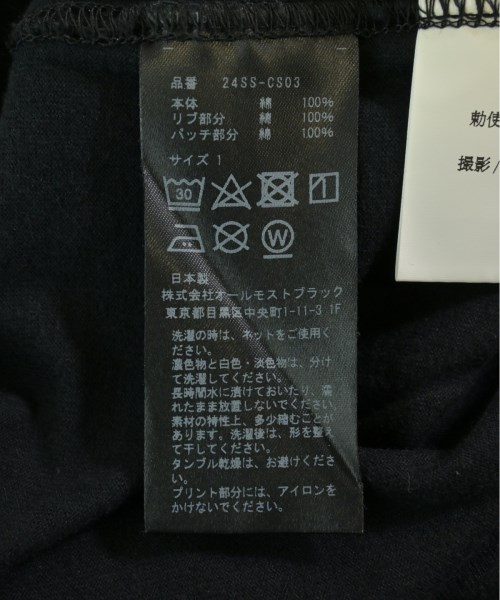 品番 24SS-CS03
本体 綿 100%
リブ部分 綿 100%
パッチ部分 綿 100%
サイズ 1
30
W
日本製
株式会社オールモストブラック
東京都目黒区中央町1-11-3 1F
洗濯の時は、ネットをご使用く
ださい。
濃色物と白色・淡色物は、分け
て洗濯してください。
長時間水に漬けておいたり、濡
れたまま放置しないでください
素材の特性上、多少縮むことが
あります。洗濯後は、形を整え
て干してください。
タンブル乾燥は、お避けくださ
い。
プリント部分には、アイロンを
かけないでください。
勅使
撮影/